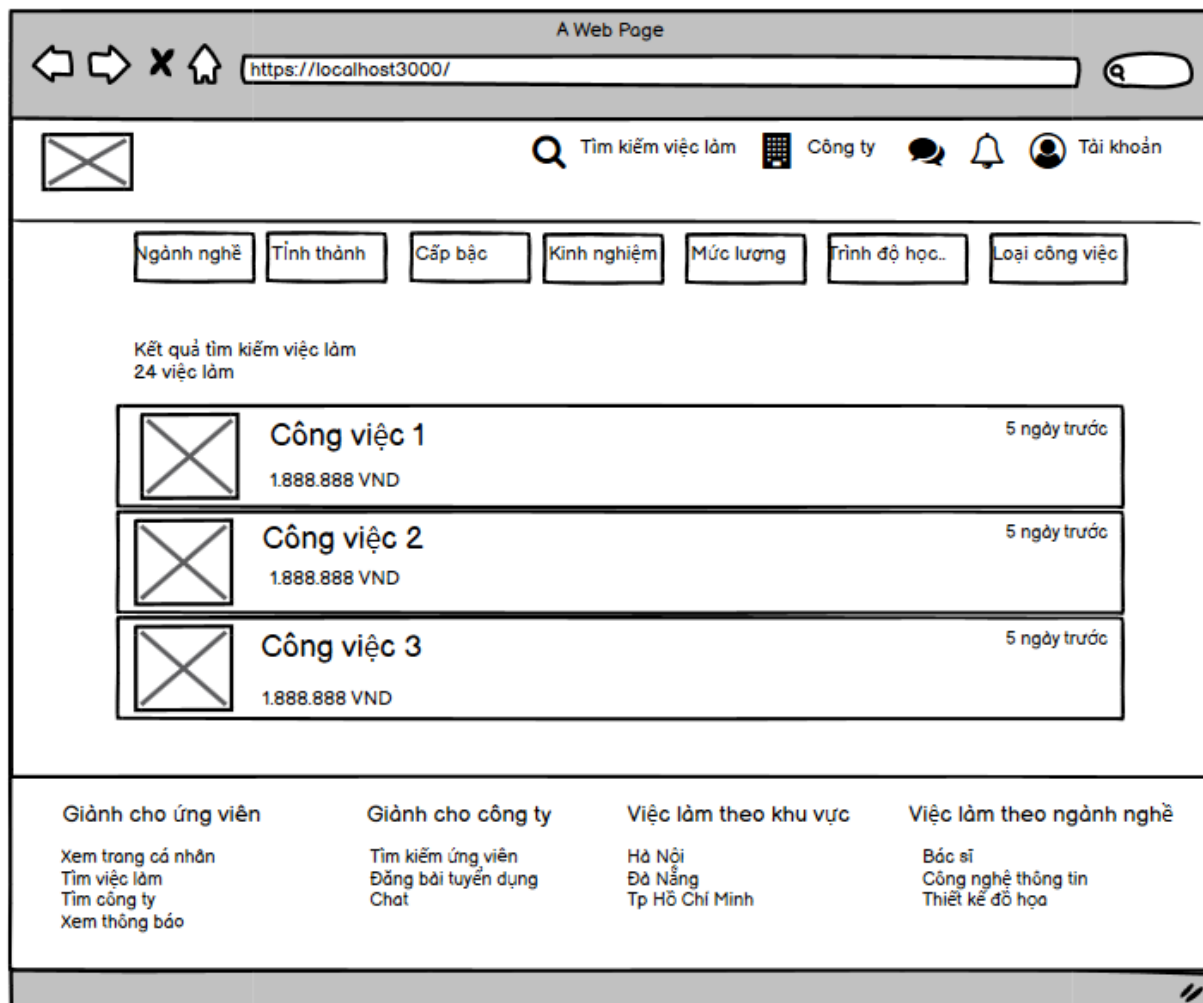 A Web Page
https://localhost3000/
Tìm kiếm việc làm
Công ty
Tài khoản
Ngành nghề
Tỉnh thành
Cấp bậc
Kinh nghiệm
Mức lượng
Trình độ học..
Loại công việc
Kết quả tìm kiếm việc làm
24 việc làm
Công việc 1
5 ngày trước
1.888.888 VND
Công việc 2
5 ngày trước
1.888.888 VND
Công việc 3
5 ngày trước
1.888.888 VND
Giành cho ứng viên
Xem trang cá nhân
Tìm việc làm
Tìm công ty
Xem thông báo
Giành cho công ty
Tìm kiếm ứng viên
Đăng bài tuyển dụng
Chat
Việc làm theo khu vực
Hà Nội
Đà Nẵng
Tp Hồ Chí Minh
Việc làm theo ngành nghề
Bác sĩ
Công nghệ thông tin
Thiết kế đồ họa